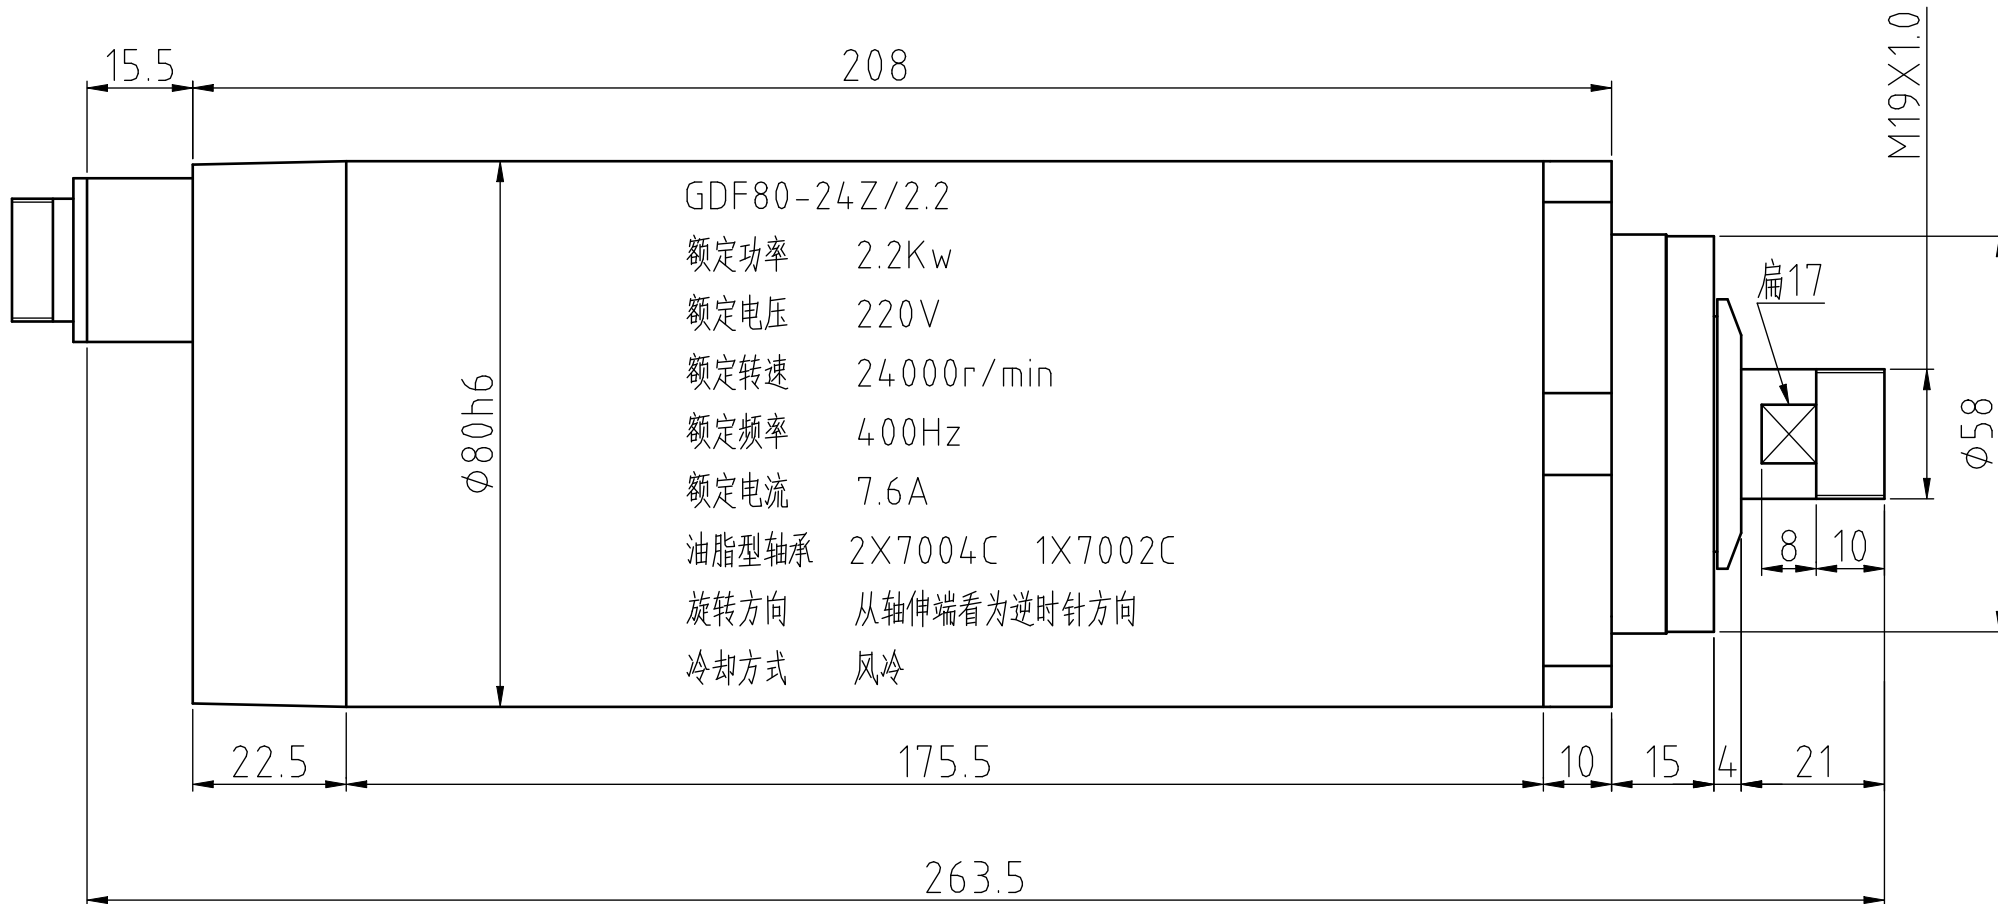 15.5
208
M19X1.0
GDF80-24Z/2.2
额定功率 2.2Kw
额定电压 220V
扁17
额定转速 24000r/min
额定频率 400Hz
额定电流 7.6A
油脂型轴承 2X7004C 1X7002C
旋转方向 从轴伸端看为逆时针方向
冷却方式 风冷
φ80h6
φ58
8
10
22.5
175.5
10
15
4
21
263.5